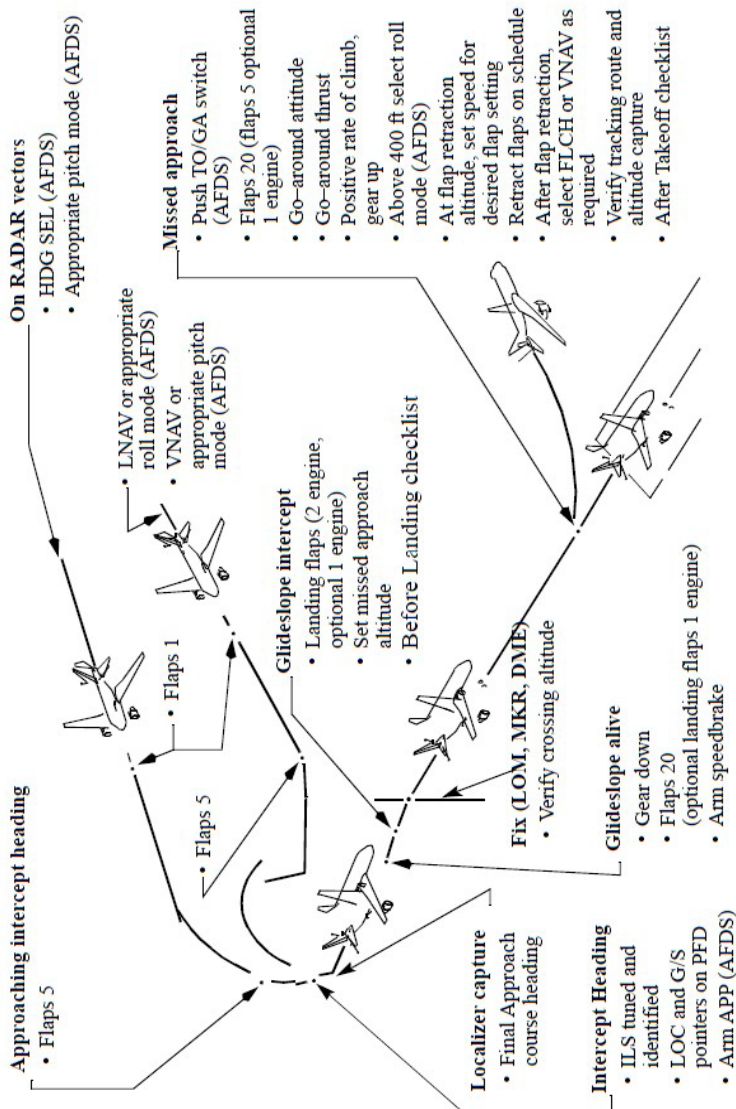 Approaching intercept heading
• Flaps 5
On RADAR vectors
• HDG SEL (AFDS)
• Appropriate pitch mode (AFDS)
• Flaps 1
• LNAV or appropriate
roll mode (AFDS)
• VNAV or
appropriate pitch
mode (AFDS)
• Flaps 5
Localizer capture
• Final Approach
course heading
Intercept Heading
• ILS tuned and
identified
• LOC and G/S
pointers on PFD
• Arm APP (AFDS)
Glideslope intercept
• Landing flaps (2 engine,
optional 1 engine)
• Set missed approach
altitude
• Before Landing checklist
Fix (LOM, MKR, DME)
• Verify crossing altitude
Glideslope alive
• Gear down
• Flaps 20
(optional landing flaps 1 engine)
• Arm speedbrake
Missed approach
• Push TO/GA switch
(AFDS)
• Flaps 20 (flaps 5 optional
1 engine)
• Go–around attitude
• Go–around thrust
• Positive rate of climb,
gear up
• Above 400 ft select roll
mode (AFDS)
• At flap retraction
altitude, set speed for
desired flap setting
• Retract flaps on schedule
• After flap retraction,
select FLCH or VNAV as
required
• Verify tracking route and
altitude capture
• After Takeoff checklist